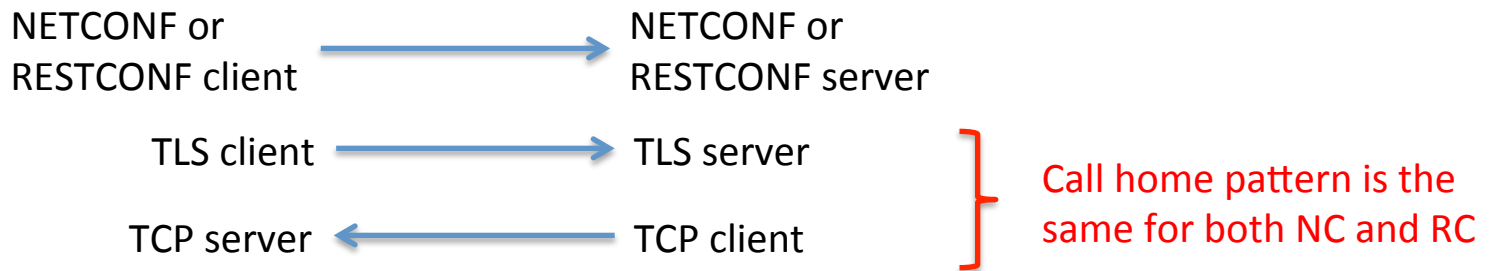 NETCONF or
RESTCONF client
NETCONF or
RESTCONF server
TLS client
TLS server
TCP server
TCP client
Call home pattern is the
same for both NC and RC